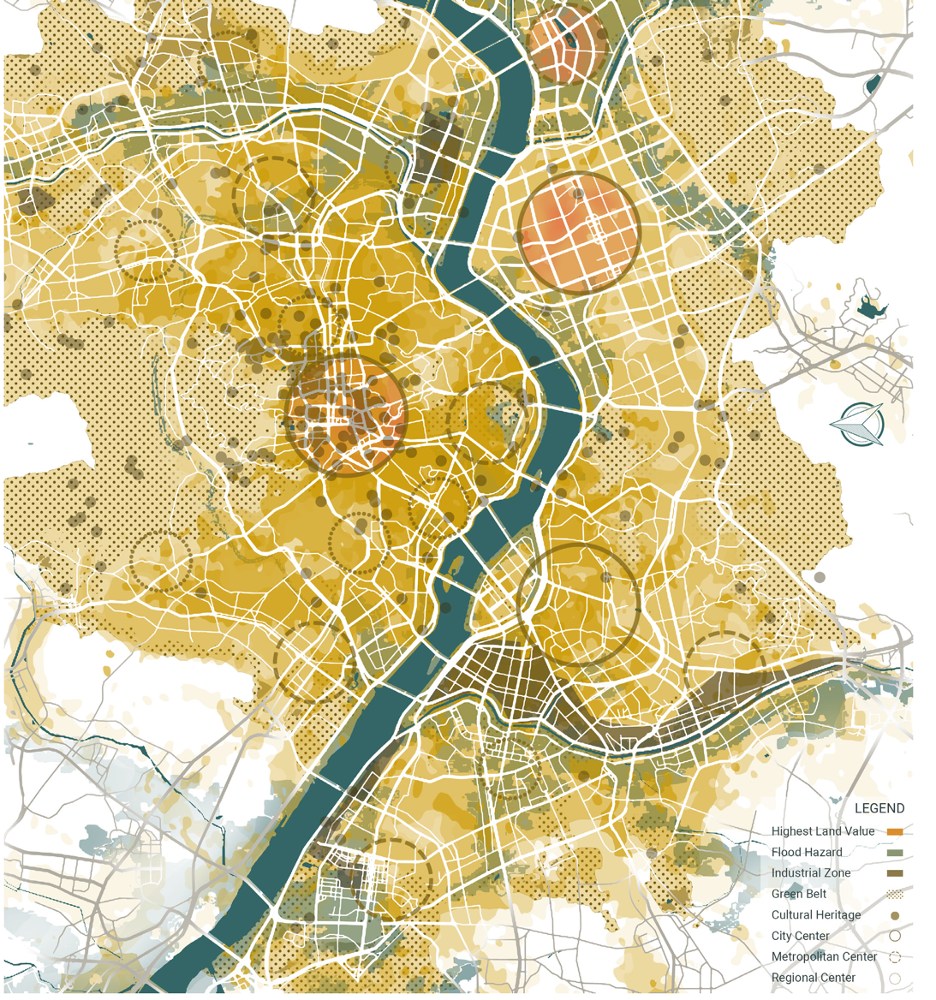 LEGEND
Highest Land Value
Flood Hazard
Industrial Zone
Green Belt
Cultural Heritage
City Center
Metropolitan Center
Regional Center